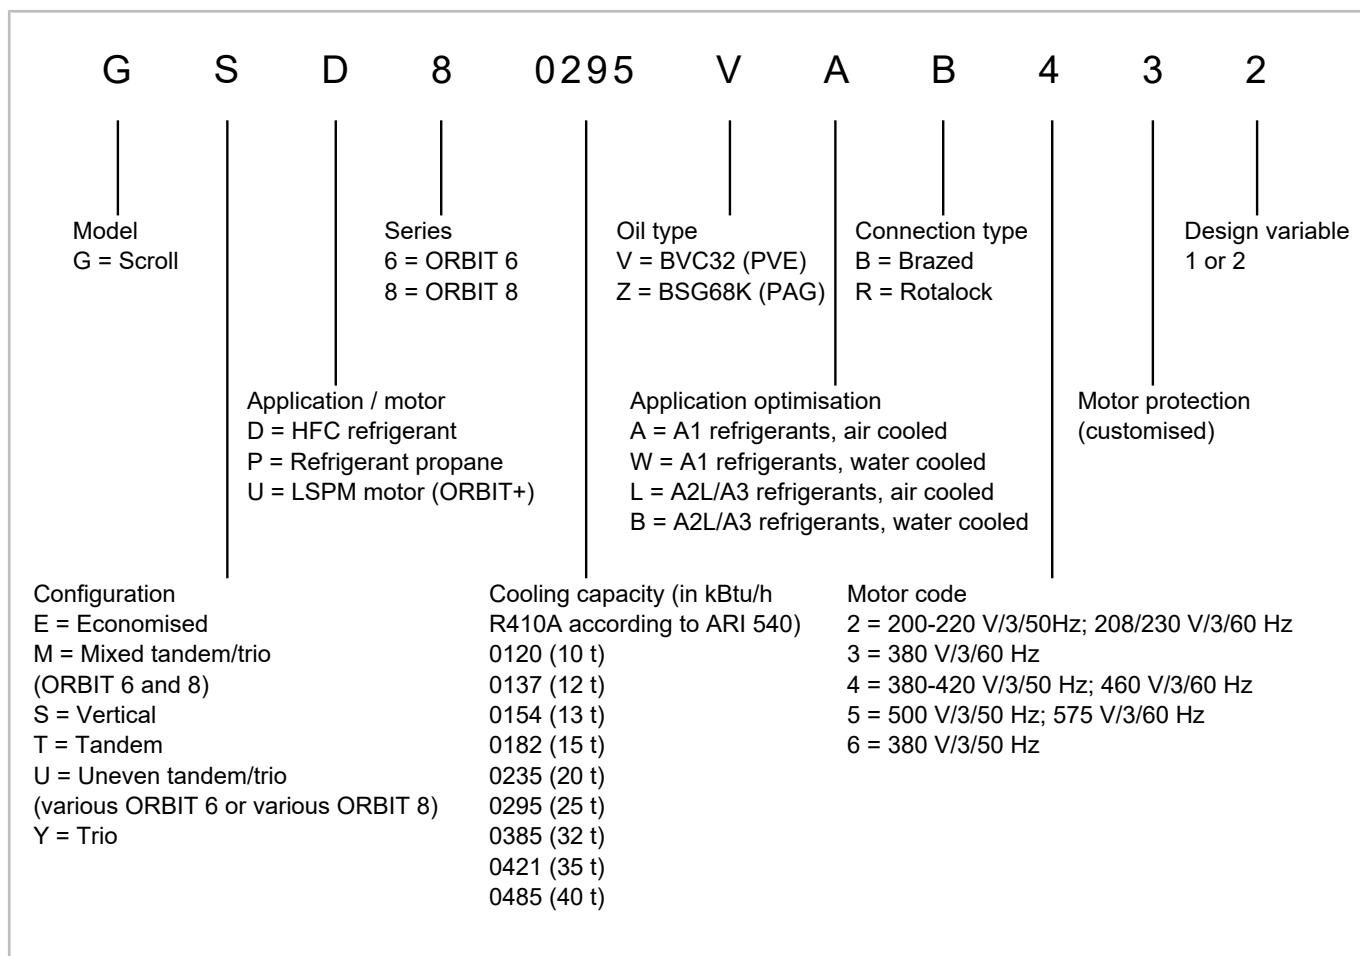 G S D 8 0295 V A B 4 3 2
Model
G = Scroll
Series
6 = ORBIT 6
8 = ORBIT 8
Oil type
V = BVC32 (PVE)
Z = BSG68K (PAG)
Connection type
B = Brazed
R = Rotalock
Design variable
1 or 2
Application / motor
D = HFC refrigerant
P = Refrigerant propane
U = LSPM motor (ORBIT+)
Application optimisation
A = A1 refrigerants, air cooled
W = A1 refrigerants, water cooled
L = A2L/A3 refrigerants, air cooled
B = A2L/A3 refrigerants, water cooled
Motor protection
(customised)
Configuration
E = Economised
M = Mixed tandem/trio
(ORBIT 6 and 8)
S = Vertical
T = Tandem
U = Uneven tandem/trio
(various ORBIT 6 or various ORBIT 8)
Y = Trio
Cooling capacity (in kBtu/h
R410A according to ARI 540)
0120 (10 t)
0137 (12 t)
0154 (13 t)
0182 (15 t)
0235 (20 t)
0295 (25 t)
0385 (32 t)
0421 (35 t)
0485 (40 t)
Motor code
2 = 200-220 V/3/50Hz; 208/230 V/3/60 Hz
3 = 380 V/3/60 Hz
4 = 380-420 V/3/50 Hz; 460 V/3/60 Hz
5 = 500 V/3/50 Hz; 575 V/3/60 Hz
6 = 380 V/3/50 Hz